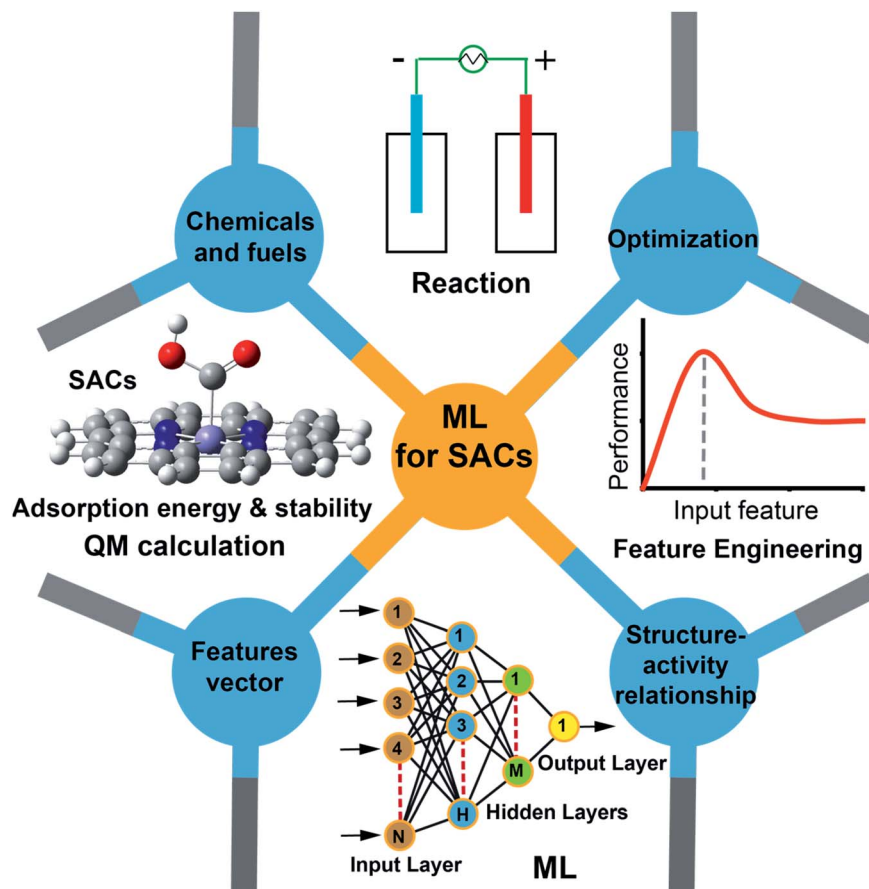 -
+
Reaction
Chemicals
and fuels
Optimization
SACs
Adsorption energy & stability
QM calculation
ML
for SACs
Performance
Input feature
Feature Engineering
Features
vector
1
2
3
4
N
1
2
3
H
1
M
1
Input Layer
Hidden Layers
Output Layer
ML
Structure-
activity
relationship